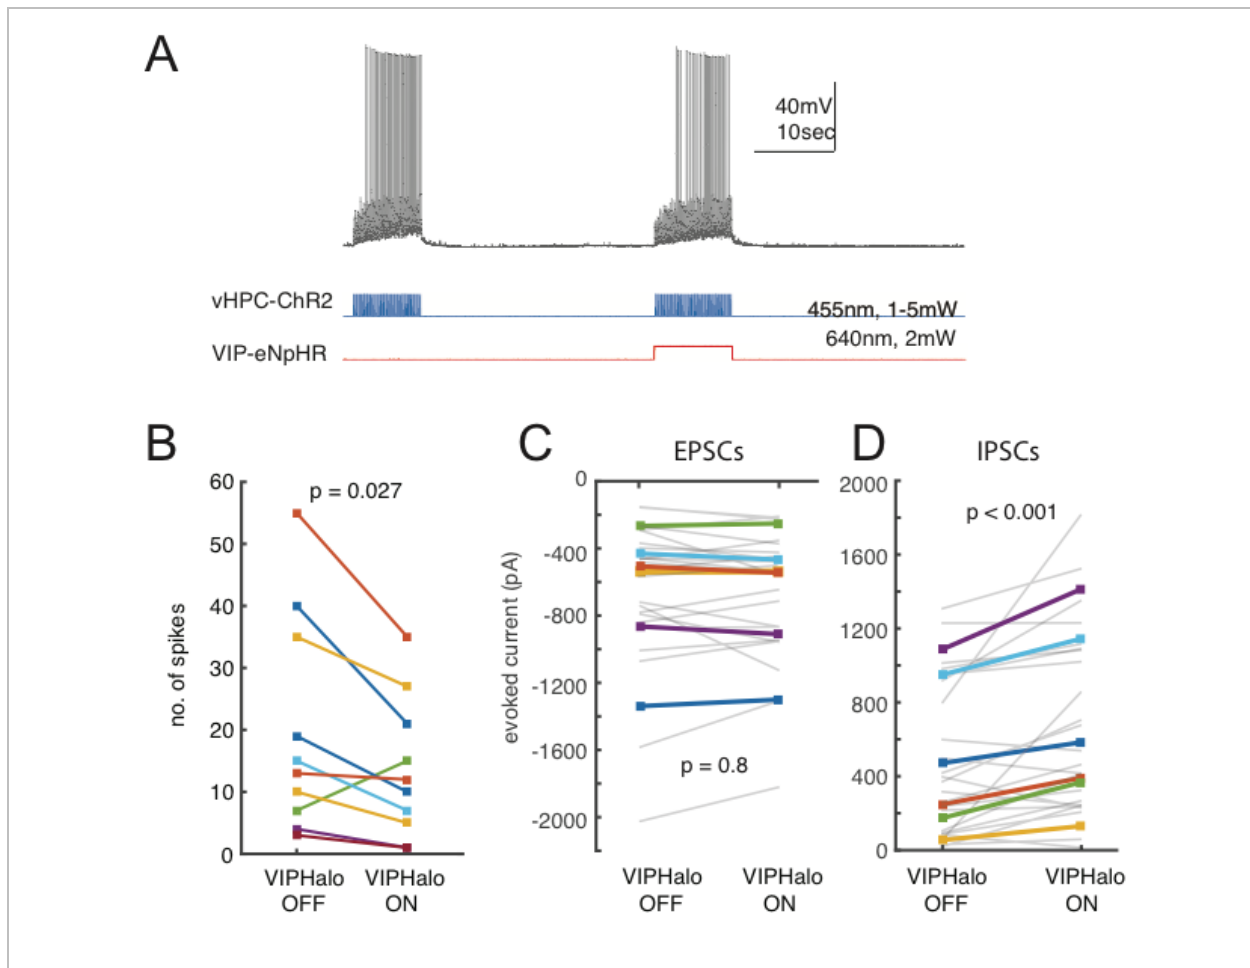 A
40mV
10sec
vHPC-ChR2
455nm, 1-5mW
640nm, 2mW
VIP-eNpHR
B
no. of spikes
60
50
40
30
20
10
0
p = 0.027
VIPHalo
OFF
VIPHalo
ON
C
EPSCs
evoked current (pA)
0
-400
-800
-1200
-1600
-2000
p = 0.8
VIPHalo
OFF
VIPHalo
ON
D
IPSCs
2000
1600
1200
800
400
0
p < 0.001
VIPHalo
OFF
VIPHalo
ON